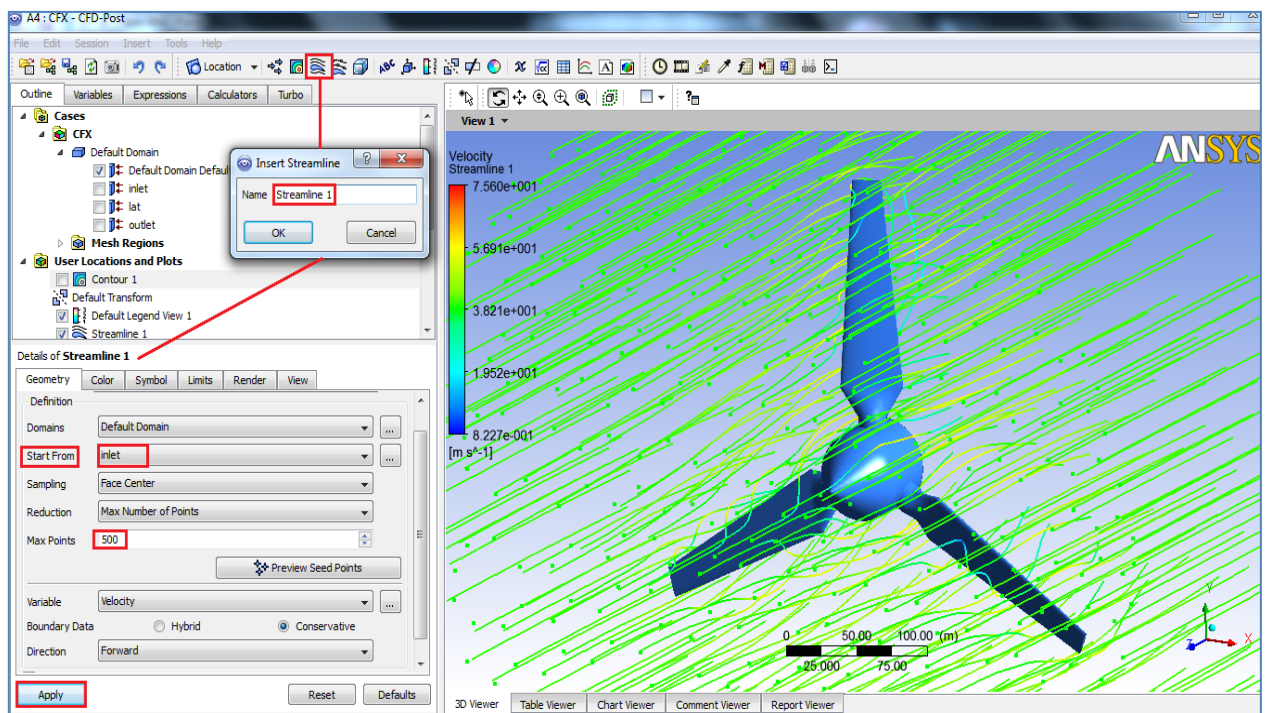 A4 : CFX - CFD-Post
File Edit Session Insert Tools Help
Location
Outline Variables Expressions Calculators Turbo
Cases
CFX
Default Domain
Default Domain Defaul
inlet
lat
outlet
Mesh Regions
User Locations and Plots
Contour 1
Default Transform
Default Legend View 1
Streamline 1
Insert Streamline
Name Streamline 1
OK Cancel
Details of Streamline 1
Geometry Color Symbol Limits Render View
Definition
Domains Default Domain ...
Start From inlet ...
Sampling Face Center
Reduction Max Number of Points
Max Points 500
Preview Seed Points
Variable Velocity ...
Boundary Data Hybrid Conservative
Direction Forward
Apply Reset Defaults
View 1
ANSYS
Velocity
Streamline 1
7.560e+001
5.691e+001
3.821e+001
1.952e+001
8.227e-001
[m s^-1]
0 50.00 100.00 (m)
25.000 75.00
Y
Z X
3D Viewer Table Viewer Chart Viewer Comment Viewer Report Viewer